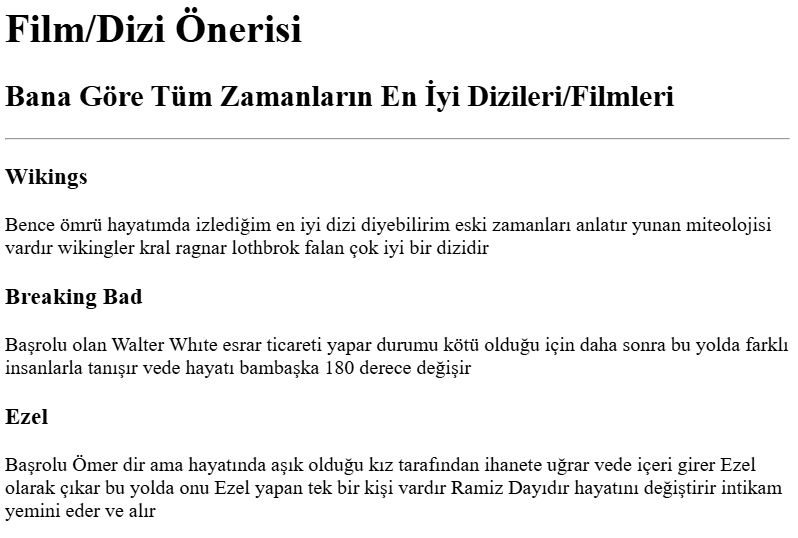 Film/Dizi Önerisi
Bana Göre Tüm Zamanların En İyi Dizileri/Filmleri
Wikings
Bence ömrü hayatımda izlediğim en iyi dizi diyebilirim eski zamanları anlatır yunan miteolojisi
vardır wikingler kral ragnar lothbrok falan çok iyi bir dizidir
Breaking Bad
Başrolu olan Walter Whıte esrar ticareti yapar durumu kötü olduğu için daha sonra bu yolda farklı
insanlarla tanışır vede hayatı bambaşka 180 derece değişir
Ezel
Başrolu Ömer dir ama hayatında aşık olduğu kız tarafından ihanete uğrar vede içeri girer Ezel
olarak çıkar bu yolda onu Ezel yapan tek bir kişi vardır Ramiz Dayıdır hayatını değiştirir intikam
yemini eder ve alır